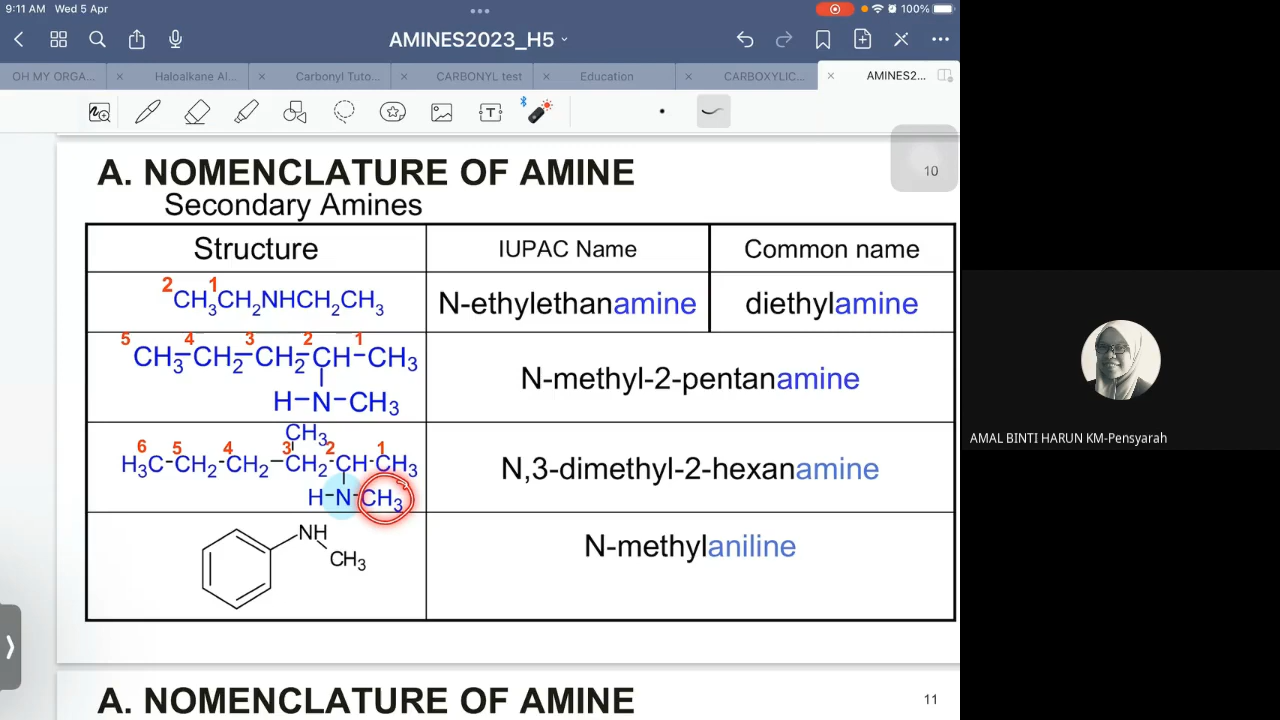 9:11 AM Wed 5 Apr
100%
AMINES2023_H5
OH MY ORGA...
Haloalkane Al...
Carbonyl Tuto...
CARBONYL test
Education
CARBOXYLIC...
AMINES2...
T
10
A. NOMENCLATURE OF AMINE
Secondary Amines
Structure
IUPAC Name
Common name
2 1
CH₃CH₂NHCH₂CH₃
N-ethylethanamine
diethylamine
5 4 3 2 1
CH₃-CH₂-CH₂-CH-CH₃
H-N-CH₃
N-methyl-2-pentanamine
CH₃
6 5 4 3 2 1
H₃C-CH₂-CH₂-CH₂-CH-CH₃
H-N-CH₃
N,3-dimethyl-2-hexanamine
NH
CH₃
N-methylaniline
AMAL BINTI HARUN KM-Pensyarah
A. NOMENCLATURE OF AMINE
11